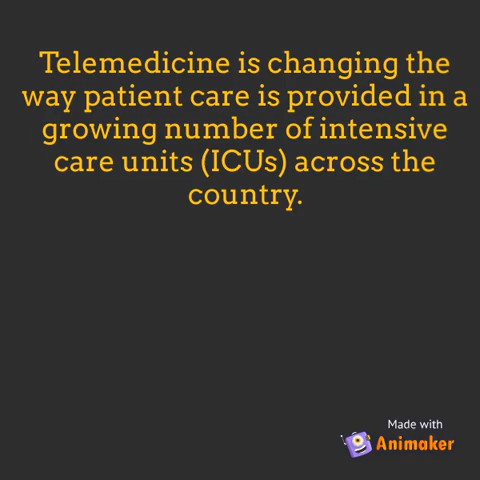 Telemedicine is changing the
way patient care is provided in a
growing number of intensive
care units (ICUs) across the
country.
Made with
Animaker